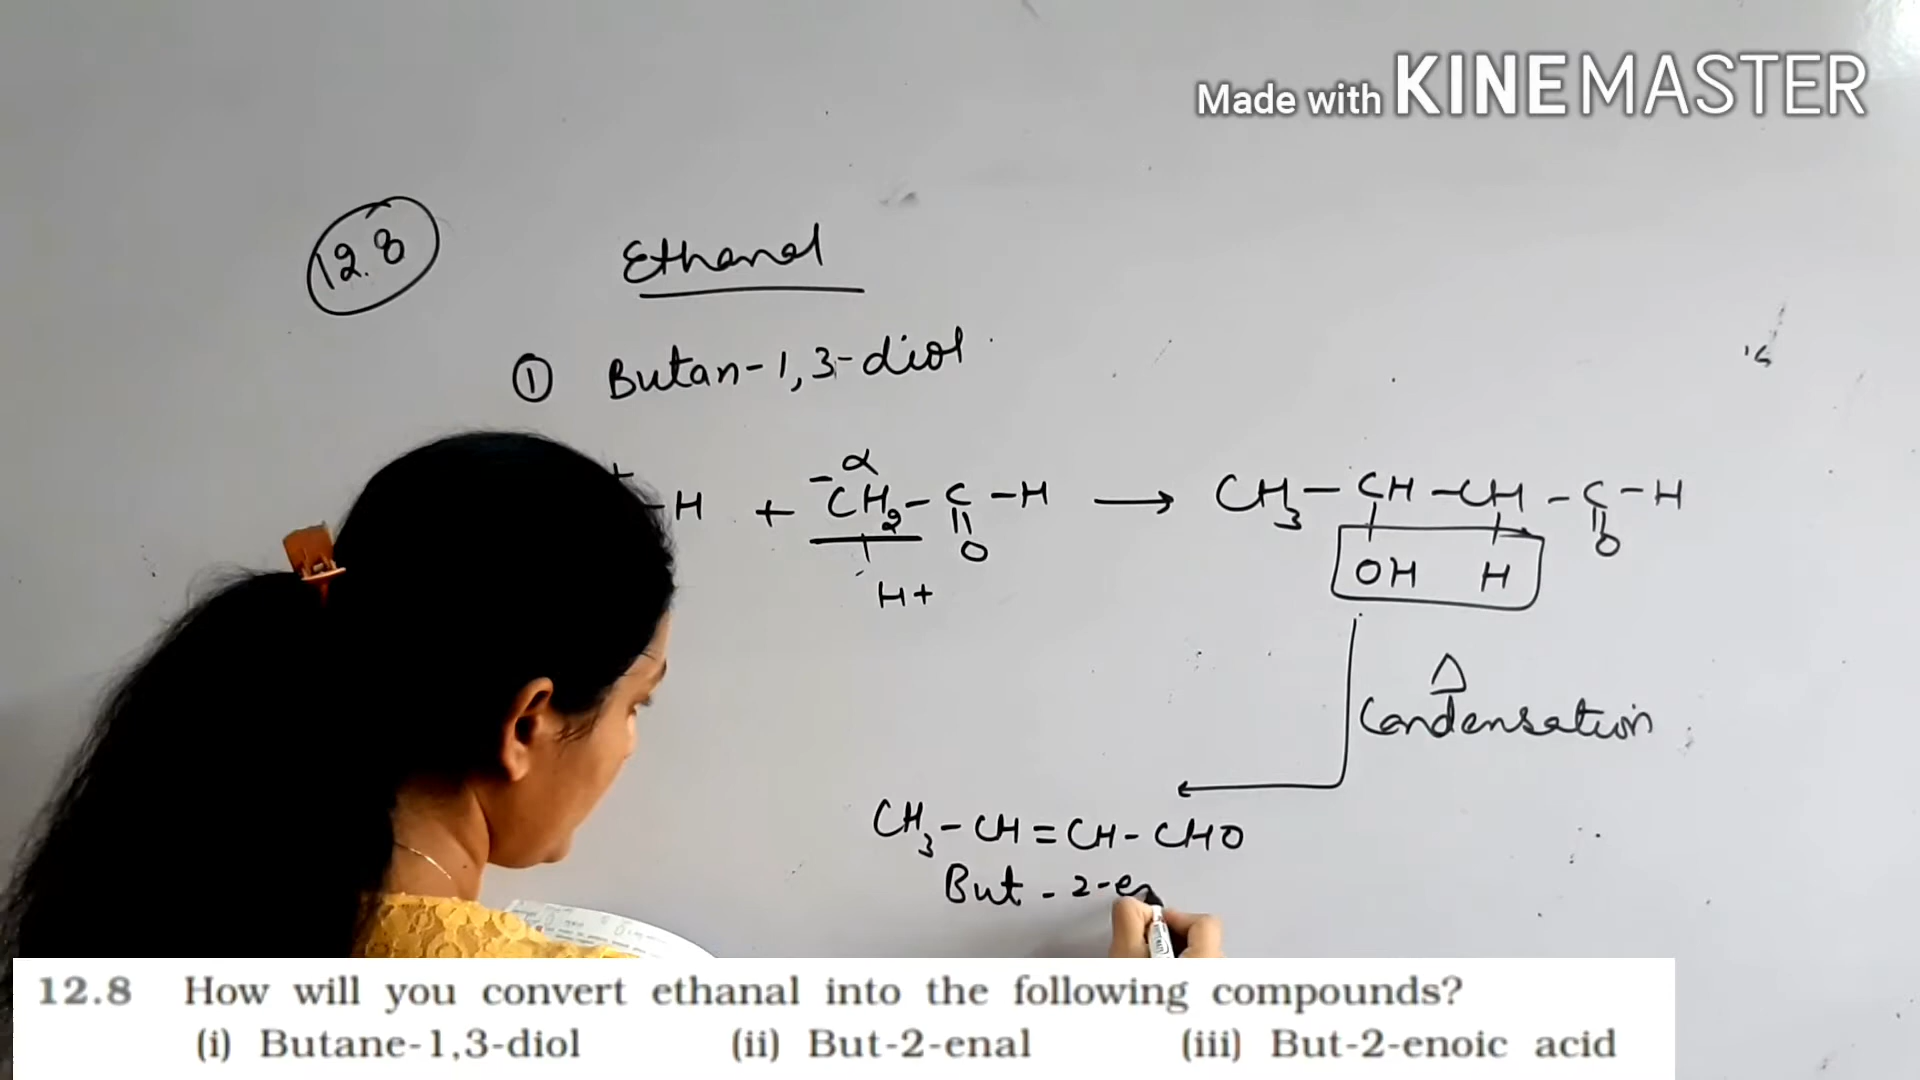 Made with KINEMASTER
12.8
Ethanal
① Butan-1,3-diol
-H + -CH2-C-H → CH3-CH-CH-C-H
α
O
O
H+
OH H
Δ
Condensation
CH3-CH=CH-CHO
But-2-en
12.8 How will you convert ethanal into the following compounds?
(i) Butane-1,3-diol (ii) But-2-enal (iii) But-2-enoic acid